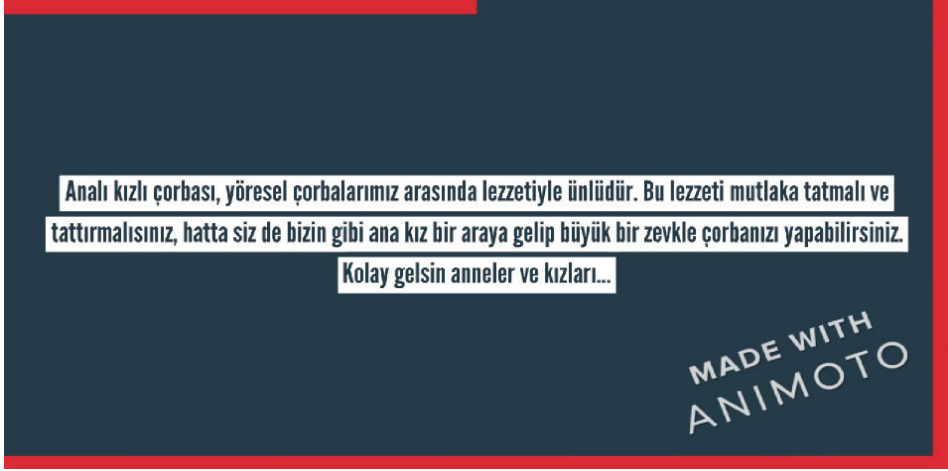 Analı kızlı çorbası, yöresel çorbalarımız arasında lezzetiyle ünlüdür. Bu lezzeti mutlaka tatmalı ve
tattırmalısınız, hatta siz de bizin gibi ana kız bir araya gelip büyük bir zevkle çorbanızı yapabilirsiniz.
Kolay gelsin anneler ve kızları...
MADE WITH
ANIMOTO